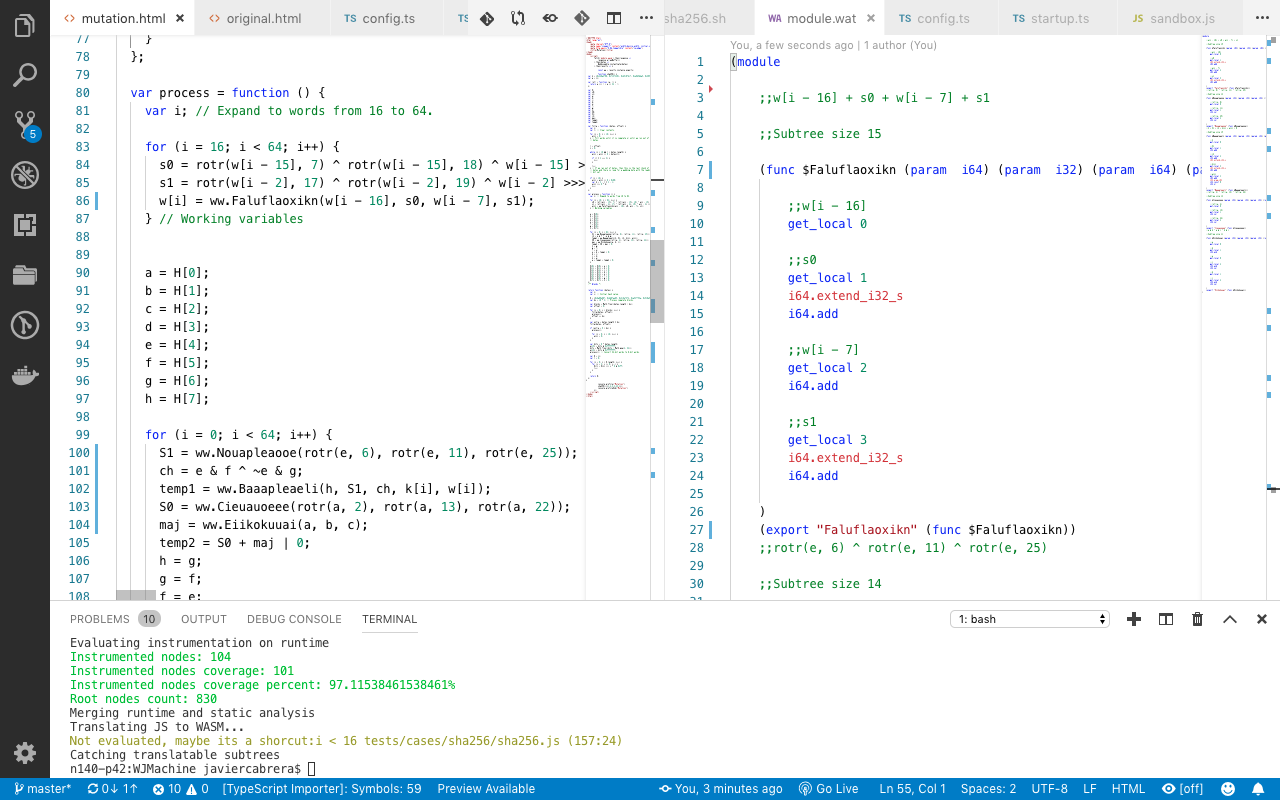 mutation.html
original.html
TS config.ts
TS
sha256.sh
WA module.wat
TS config.ts
TS startup.ts
JS sandbox.js
5
77 }
78 };
79
80 var process = function () {
81 var i; // Expand to words from 16 to 64.
82
83 for (i = 16; i < 64; i++) {
84 s0 = rotr(w[i - 15], 7) ^ rotr(w[i - 15], 18) ^ w[i - 15] >
85 s1 = rotr(w[i - 2], 17) ^ rotr(w[i - 2], 19) ^ w[i - 2] >>>
86 w[i] = ww.Faluflaoxikn(w[i - 16], s0, w[i - 7], s1);
87 } // Working variables
88
89
90 a = H[0];
91 b = H[1];
92 c = H[2];
93 d = H[3];
94 e = H[4];
95 f = H[5];
96 g = H[6];
97 h = H[7];
98
99 for (i = 0; i < 64; i++) {
100 S1 = ww.Nouapleaooe(rotr(e, 6), rotr(e, 11), rotr(e, 25));
101 ch = e & f ^ ~e & g;
102 temp1 = ww.Baaapleaeli(h, S1, ch, k[i], w[i]);
103 S0 = ww.Cieuauoeee(rotr(a, 2), rotr(a, 13), rotr(a, 22));
104 maj = ww.Eiikokuuai(a, b, c);
105 temp2 = S0 + maj | 0;
106 h = g;
107 g = f;
108 f = e;
You, a few seconds ago | 1 author (You)
1 (module
2
3 ;;w[i - 16] + s0 + w[i - 7] + s1
4
5 ;;Subtree size 15
6
7 (func $Faluflaoxikn (param i64) (param i32) (param i64) (pa
8
9 ;;w[i - 16]
10 get_local 0
11
12 ;;s0
13 get_local 1
14 i64.extend_i32_s
15 i64.add
16
17 ;;w[i - 7]
18 get_local 2
19 i64.add
20
21 ;;s1
22 get_local 3
23 i64.extend_i32_s
24 i64.add
25
26 )
27 (export "Faluflaoxikn" (func $Faluflaoxikn))
28 ;;rotr(e, 6) ^ rotr(e, 11) ^ rotr(e, 25)
29
30 ;;Subtree size 14
31
PROBLEMS 10 OUTPUT DEBUG CONSOLE TERMINAL 1: bash
Evaluating instrumentation on runtime
Instrumented nodes: 104
Instrumented nodes coverage: 101
Instrumented nodes coverage percent: 97.11538461538461%
Root nodes count: 830
Merging runtime and static analysis
Translating JS to WASM...
Not evaluated, maybe its a shorcut:i < 16 tests/cases/sha256/sha256.js (157:24)
Catching translatable subtrees
n140-p42:WJMachine javiercabrera$
master* 0↓ 1↑ 10 0 [TypeScript Importer]: Symbols: 59 Preview Available You, 3 minutes ago Go Live Ln 55, Col 1 Spaces: 2 UTF-8 LF HTML [off]